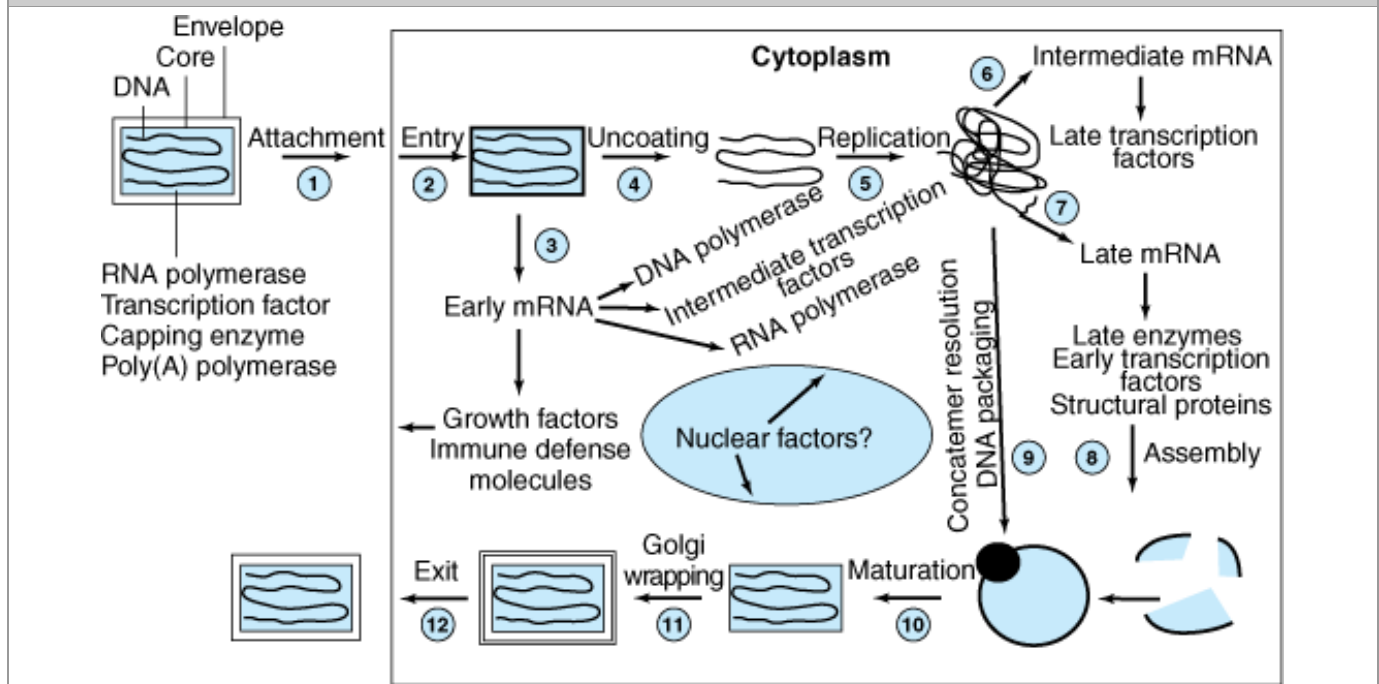 Envelope
Core
DNA
Cytoplasm
Attachment
1
Entry
2
Uncoating
4
Replication
5
6
Intermediate mRNA
Late transcription
factors
7
Late mRNA
3
Early mRNA
DNA polymerase
Intermediate transcription
factors
RNA polymerase
RNA polymerase
Transcription factor
Capping enzyme
Poly(A) polymerase
Growth factors
Immune defense
molecules
Nuclear factors?
Concatemer resolution
DNA packaging
9
Late enzymes
Early transcription
factors
Structural proteins
8
Assembly
Maturation
10
Golgi
wrapping
11
Exit
12